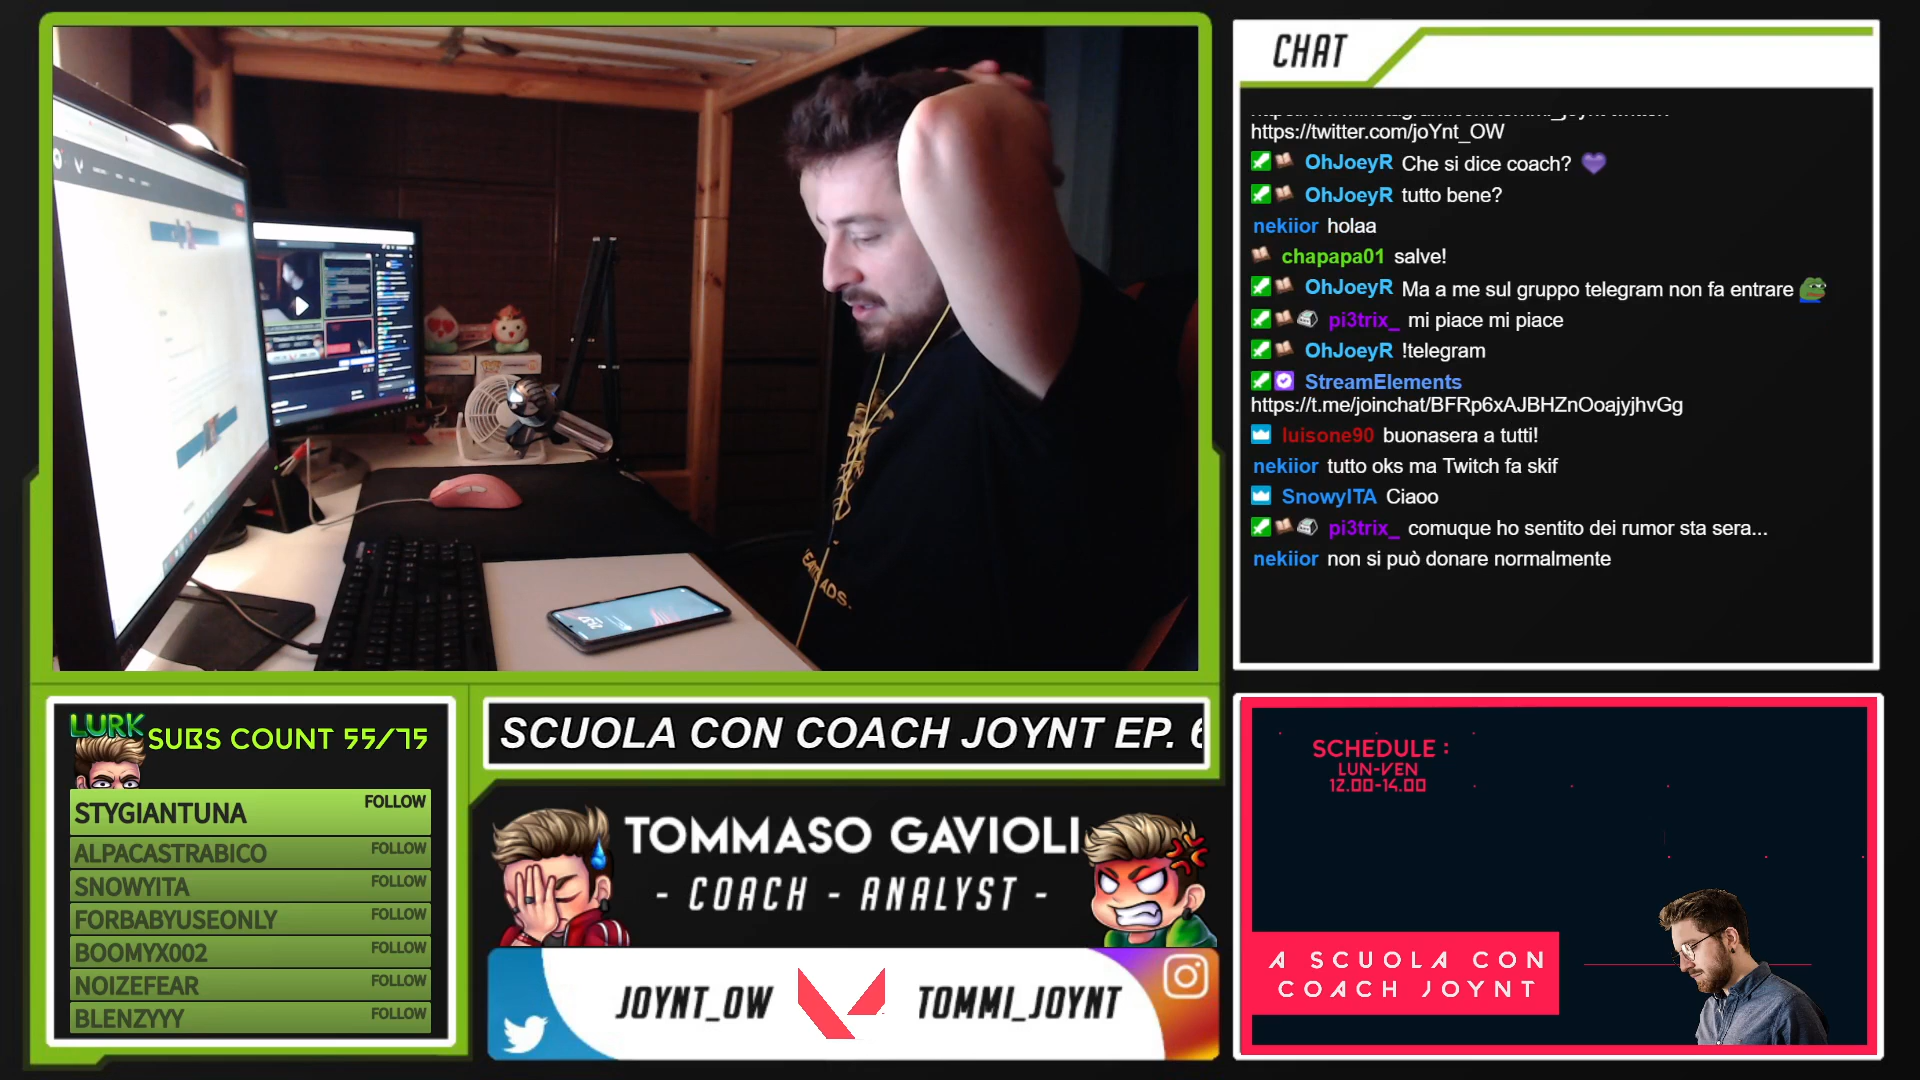 CHAT
https://twitter.com/joYnt_OW
OhJoeyR Che si dice coach?
OhJoeyR tutto bene?
nekiior holaa
chapapa01 salve!
OhJoeyR Ma a me sul gruppo telegram non fa entrare
pi3trix_ mi piace mi piace
OhJoeyR !telegram
StreamElements
https://t.me/joinchat/BFRp6xAJBHZnOoajyjhvGg
luisone90 buonasera a tutti!
nekiior tutto oks ma Twitch fa skif
SnowyITA Ciaoo
pi3trix_ comuque ho sentito dei rumor sta sera...
nekiior non si può donare normalmente
LURK
SUBS COUNT 55/75
STYGIANTUNA FOLLOW
ALPACASTRABICO FOLLOW
SNOWYITA FOLLOW
FORBABYUSEONLY FOLLOW
BOOMYX002 FOLLOW
NOIZEFEAR FOLLOW
BLENZYYY FOLLOW
SCUOLA CON COACH JOYNT EP. 6
TOMMASO GAVIOLI
- COACH - ANALYST -
JOYNT_OW
TOMMI_JOYNT
SCHEDULE :
LUN-VEN
12.00-14.00
A SCUOLA CON
COACH JOYNT